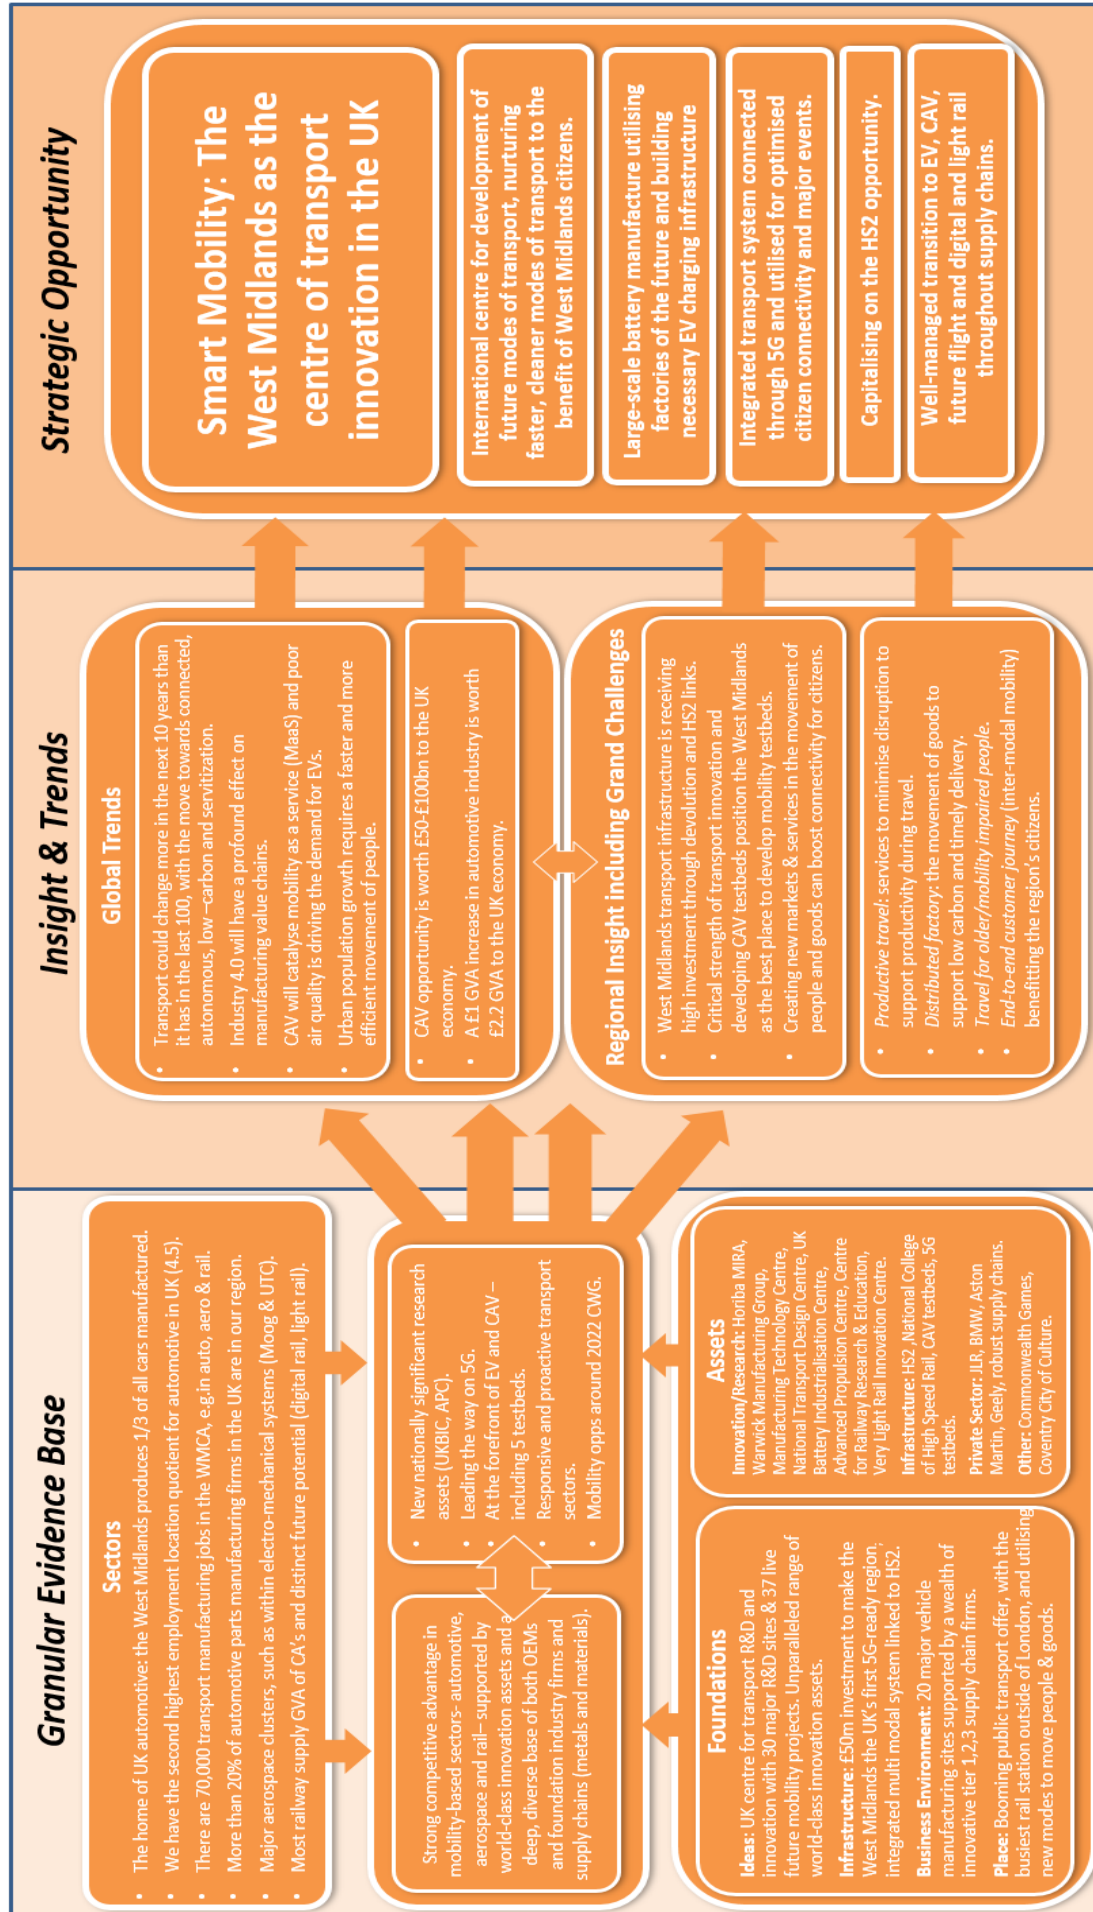 Granular Evidence Base
Sectors
• The home of UK automotive: the West Midlands produces 1/3 of all cars manufactured.
• We have the second highest employment location quotient for automotive in UK (4.5).
• There are 70,000 transport manufacturing jobs in the WMCA, e.g.in auto, aero & rail.
• More than 20% of automotive parts manufacturing firms in the UK are in our region.
• Major aerospace clusters, such as within electro-mechanical systems (Moog & UTC).
• Most railway supply GVA of CA's and distinct future potential (digital rail, light rail).
Strong competitive advantage in
mobility-based sectors- automotive,
aerospace and rail– supported by
world-class innovation assets and a
deep, diverse base of both OEMs
and foundation industry firms and
supply chains (metals and materials).
• New nationally significant research
assets (UKBIC, APC).
• Leading the way on 5G.
• At the forefront of EV and CAV –
including 5 testbeds.
• Responsive and proactive transport
sectors.
• Mobility opps around 2022 CWG.
Foundations
Ideas: UK centre for transport R&D and
innovation with 30 major R&D sites & 37 live
future mobility projects. Unparalleled range of
world-class innovation assets.
Infrastructure: £50m investment to make the
West Midlands the UK's first 5G-ready region;
integrated multi modal system linked to HS2.
Business Environment: 20 major vehicle
manufacturing sites supported by a wealth of
innovative tier 1,2,3 supply chain firms.
Place: Booming public transport offer, with the
busiest rail station outside of London, and utilising
new modes to move people & goods.
Assets
Innovation/Research: Horiba MIRA,
Warwick Manufacturing Group,
Manufacturing Technology Centre,
National Transport Design Centre, UK
Battery Industrialisation Centre,
Advanced Propulsion Centre, Centre
for Railway Research & Education,
Very Light Rail Innovation Centre.
Infrastructure: HS2, National College
of High Speed Rail, CAV testbeds, 5G
testbeds.
Private Sector: JLR, BMW, Aston
Martin, Geely, robust supply chains.
Other: Commonwealth Games,
Coventry City of Culture.
Insight & Trends
Global Trends
• Transport could change more in the next 10 years than
it has in the last 100, with the move towards connected,
autonomous, low –carbon and servitization.
• Industry 4.0 will have a profound effect on
manufacturing value chains.
• CAV will catalyse mobility as a service (MaaS) and poor
air quality is driving the demand for EVs.
• Urban population growth requires a faster and more
efficient movement of people.
• CAV opportunity is worth £50-£100bn to the UK
economy.
• A £1 GVA increase in automotive industry is worth
£2.2 GVA to the UK economy.
Regional Insight including Grand Challenges
• West Midlands transport infrastructure is receiving
high investment through devolution and HS2 links.
• Critical strength of transport innovation and
developing CAV testbeds position the West Midlands
as the best place to develop mobility testbeds.
• Creating new markets & services in the movement of
people and goods can boost connectivity for citizens.
• Productive travel: services to minimise disruption to
support productivity during travel.
• Distributed factory: the movement of goods to
support low carbon and timely delivery.
• Travel for older/mobility impaired people.
• End-to-end customer journey (inter-modal mobility)
benefitting the region's citizens.
Strategic Opportunity
Smart Mobility: The
West Midlands as the
centre of transport
innovation in the UK
International centre for development of
future modes of transport, nurturing
faster, cleaner modes of transport to the
benefit of West Midlands citizens.
Large-scale battery manufacture utilising
factories of the future and building
necessary EV charging infrastructure
Integrated transport system connected
through 5G and utilised for optimised
citizen connectivity and major events.
Capitalising on the HS2 opportunity.
Well-managed transition to EV, CAV,
future flight and digital and light rail
throughout supply chains.